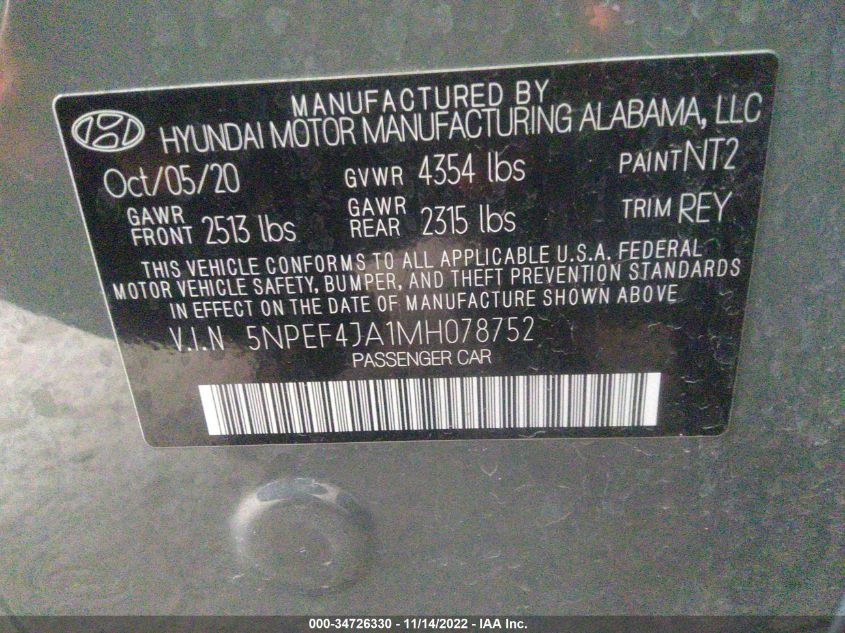 MANUFACTURED BY
HYUNDAI MOTOR MANUFACTURING ALABAMA, LLC
Oct/05/20 GVWR 4354 lbs PAINT NT2
GAWR FRONT 2513 lbs GAWR REAR 2315 lbs TRIM REY
THIS VEHICLE CONFORMS TO ALL APPLICABLE U.S.A. FEDERAL
MOTOR VEHICLE SAFETY, BUMPER, AND THEFT PREVENTION STANDARDS
IN EFFECT ON THE DATE OF MANUFACTURE SHOWN ABOVE
V.I.N 5NPEF4JA1MH078752
PASSENGER CAR
000-34726330 - 11/14/2022 - IAA Inc.